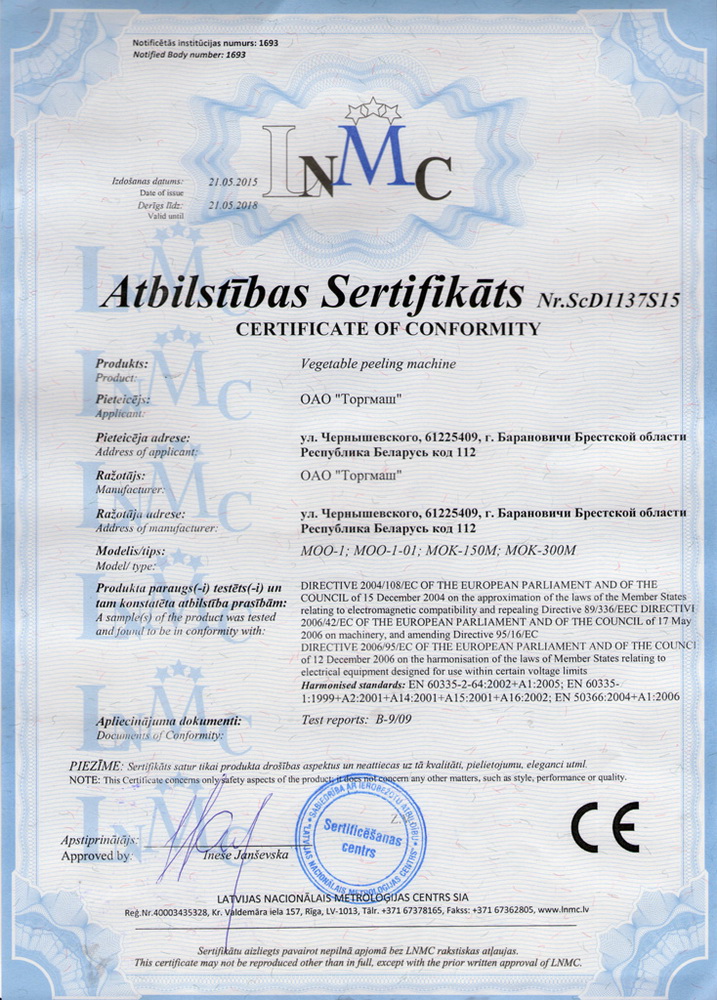 Notificētās institūcijas numurs: 1693
Notified Body number: 1693
LNMC
Izdošanas datums: 21.05.2015
Date of issue
Derīgs līdz: 21.05.2018
Valid until
Atbilstības Sertifikāts Nr.ScD1137S15
CERTIFICATE OF CONFORMITY
Produkts: Vegetable peeling machine
Product:
Pieteicējs: ОАО "Торгмаш"
Applicant:
Pieteicēja adrese: ул. Чернышевского, 61225409, г. Барановичи Брестской области
Address of applicant: Республика Беларусь код 112
Ražotājs: ОАО "Торгмаш"
Manufacturer:
Ražotāja adrese: ул. Чернышевского, 61225409, г. Барановичи Брестской области
Address of manufacturer: Республика Беларусь код 112
Modelis/tips: МОО-1; МОО-1-01; МОК-150М; МОК-300М
Model/ type:
Produkta paraugs(-i) testēts(-i) un
tam konstatēta atbilstība prasībām:
A sample(s) of the product was tested
and found to be in conformity with:
DIRECTIVE 2004/108/EC OF THE EUROPEAN PARLIAMENT AND OF THE
COUNCIL of 15 December 2004 on the approximation of the laws of the Member States
relating to electromagnetic compatibility and repealing Directive 89/336/EEC DIRECTIVI
2006/42/EC OF THE EUROPEAN PARLIAMENT AND OF THE COUNCIL of 17 May
2006 on machinery, and amending Directive 95/16/EC
DIRECTIVE 2006/95/EC OF THE EUROPEAN PARLIAMENT AND OF THE COUNCI
of 12 December 2006 on the harmonisation of the laws of Member States relating to
electrical equipment designed for use within certain voltage limits
Harmonised standards: EN 60335-2-64:2002+A1:2005; EN 60335-
1:1999+A2:2001+A14:2001+A15:2001+A16:2002; EN 50366:2004+A1:2006
Apliecinājuma dokumenti: Test reports: B-9/09
Documents of Conformity:
PIEZĪME: Sertifikāts satur tikai produkta drošības aspektus un neattiecas uz tā kvalitāti, pielietojumu, eleganci utml.
NOTE: This Certificate concerns only safety aspects of the product, it does not concern any other matters, such as style, performance or quality.
SABIEDRĪBA AR IEROBEŽOTU ATBILDĪBU
"LATVIJAS NACIONĀLAIS METROLOĢIJAS CENTRS"
Sertificēšanas
centrs
CE
Apstiprinātājs:
Approved by: Inese Janševska
LATVIJAS NACIONĀLAIS METROLOĢIJAS CENTRS SIA
Reģ.Nr.40003435328, Kr. Valdemāra iela 157, Rīga, LV-1013, Tālr. +371 67378165, Fakss: +371 67362805, www.lnmc.lv
Sertifikātu aizliegts pavairot nepilnā apjomā bez LNMC rakstiskas atļaujas.
This certificate may not be reproduced other than in full, except with the prior written approval of LNMC.